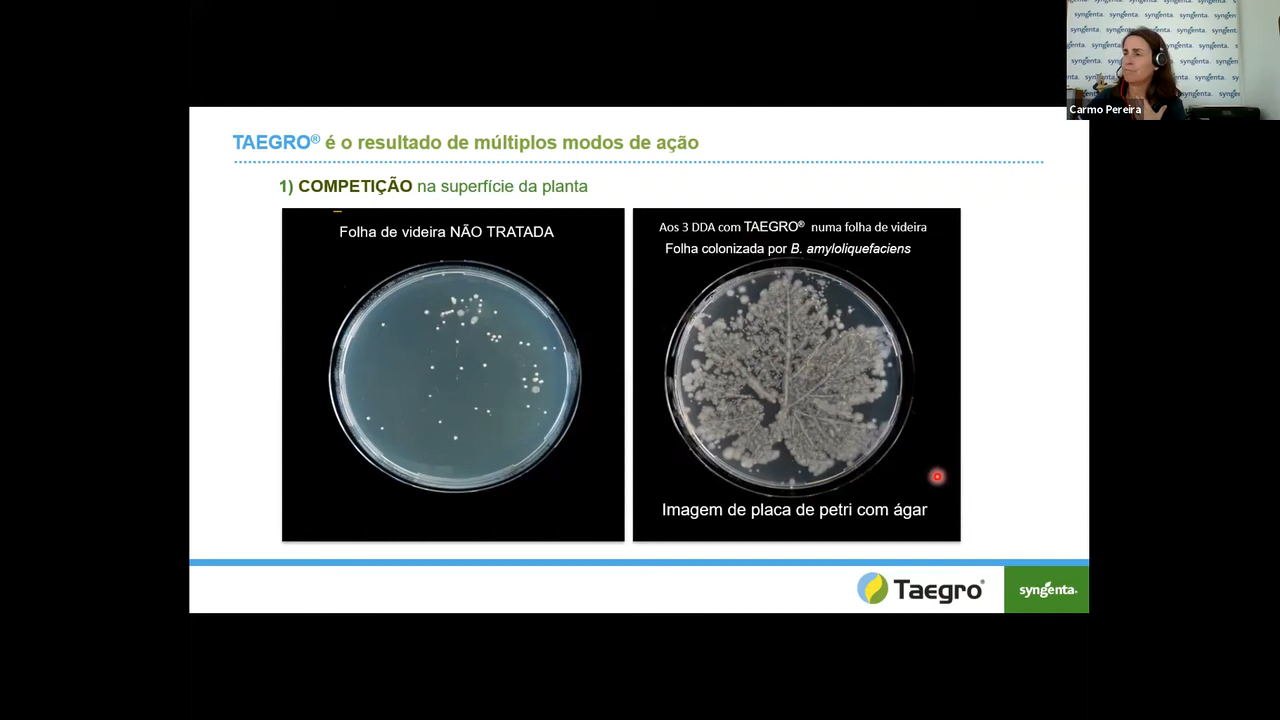 Carmo Pereira
TAEGRO® é o resultado de múltiplos modos de ação
1) COMPETIÇÃO na superfície da planta
Folha de videira NÃO TRATADA
Aos 3 DDA com TAEGRO® numa folha de videira
Folha colonizada por B. amyloliquefaciens
Imagem de placa de petri com ágar
Taegro®
syngenta